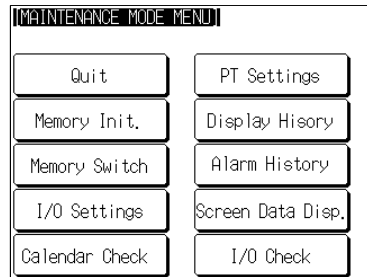 [MAINTENANCE MODE MENU]
Quit
PT Settings
Memory Init.
Display Hisory
Memory Switch
Alarm History
I/O Settings
Screen Data Disp.
Calendar Check
I/O Check